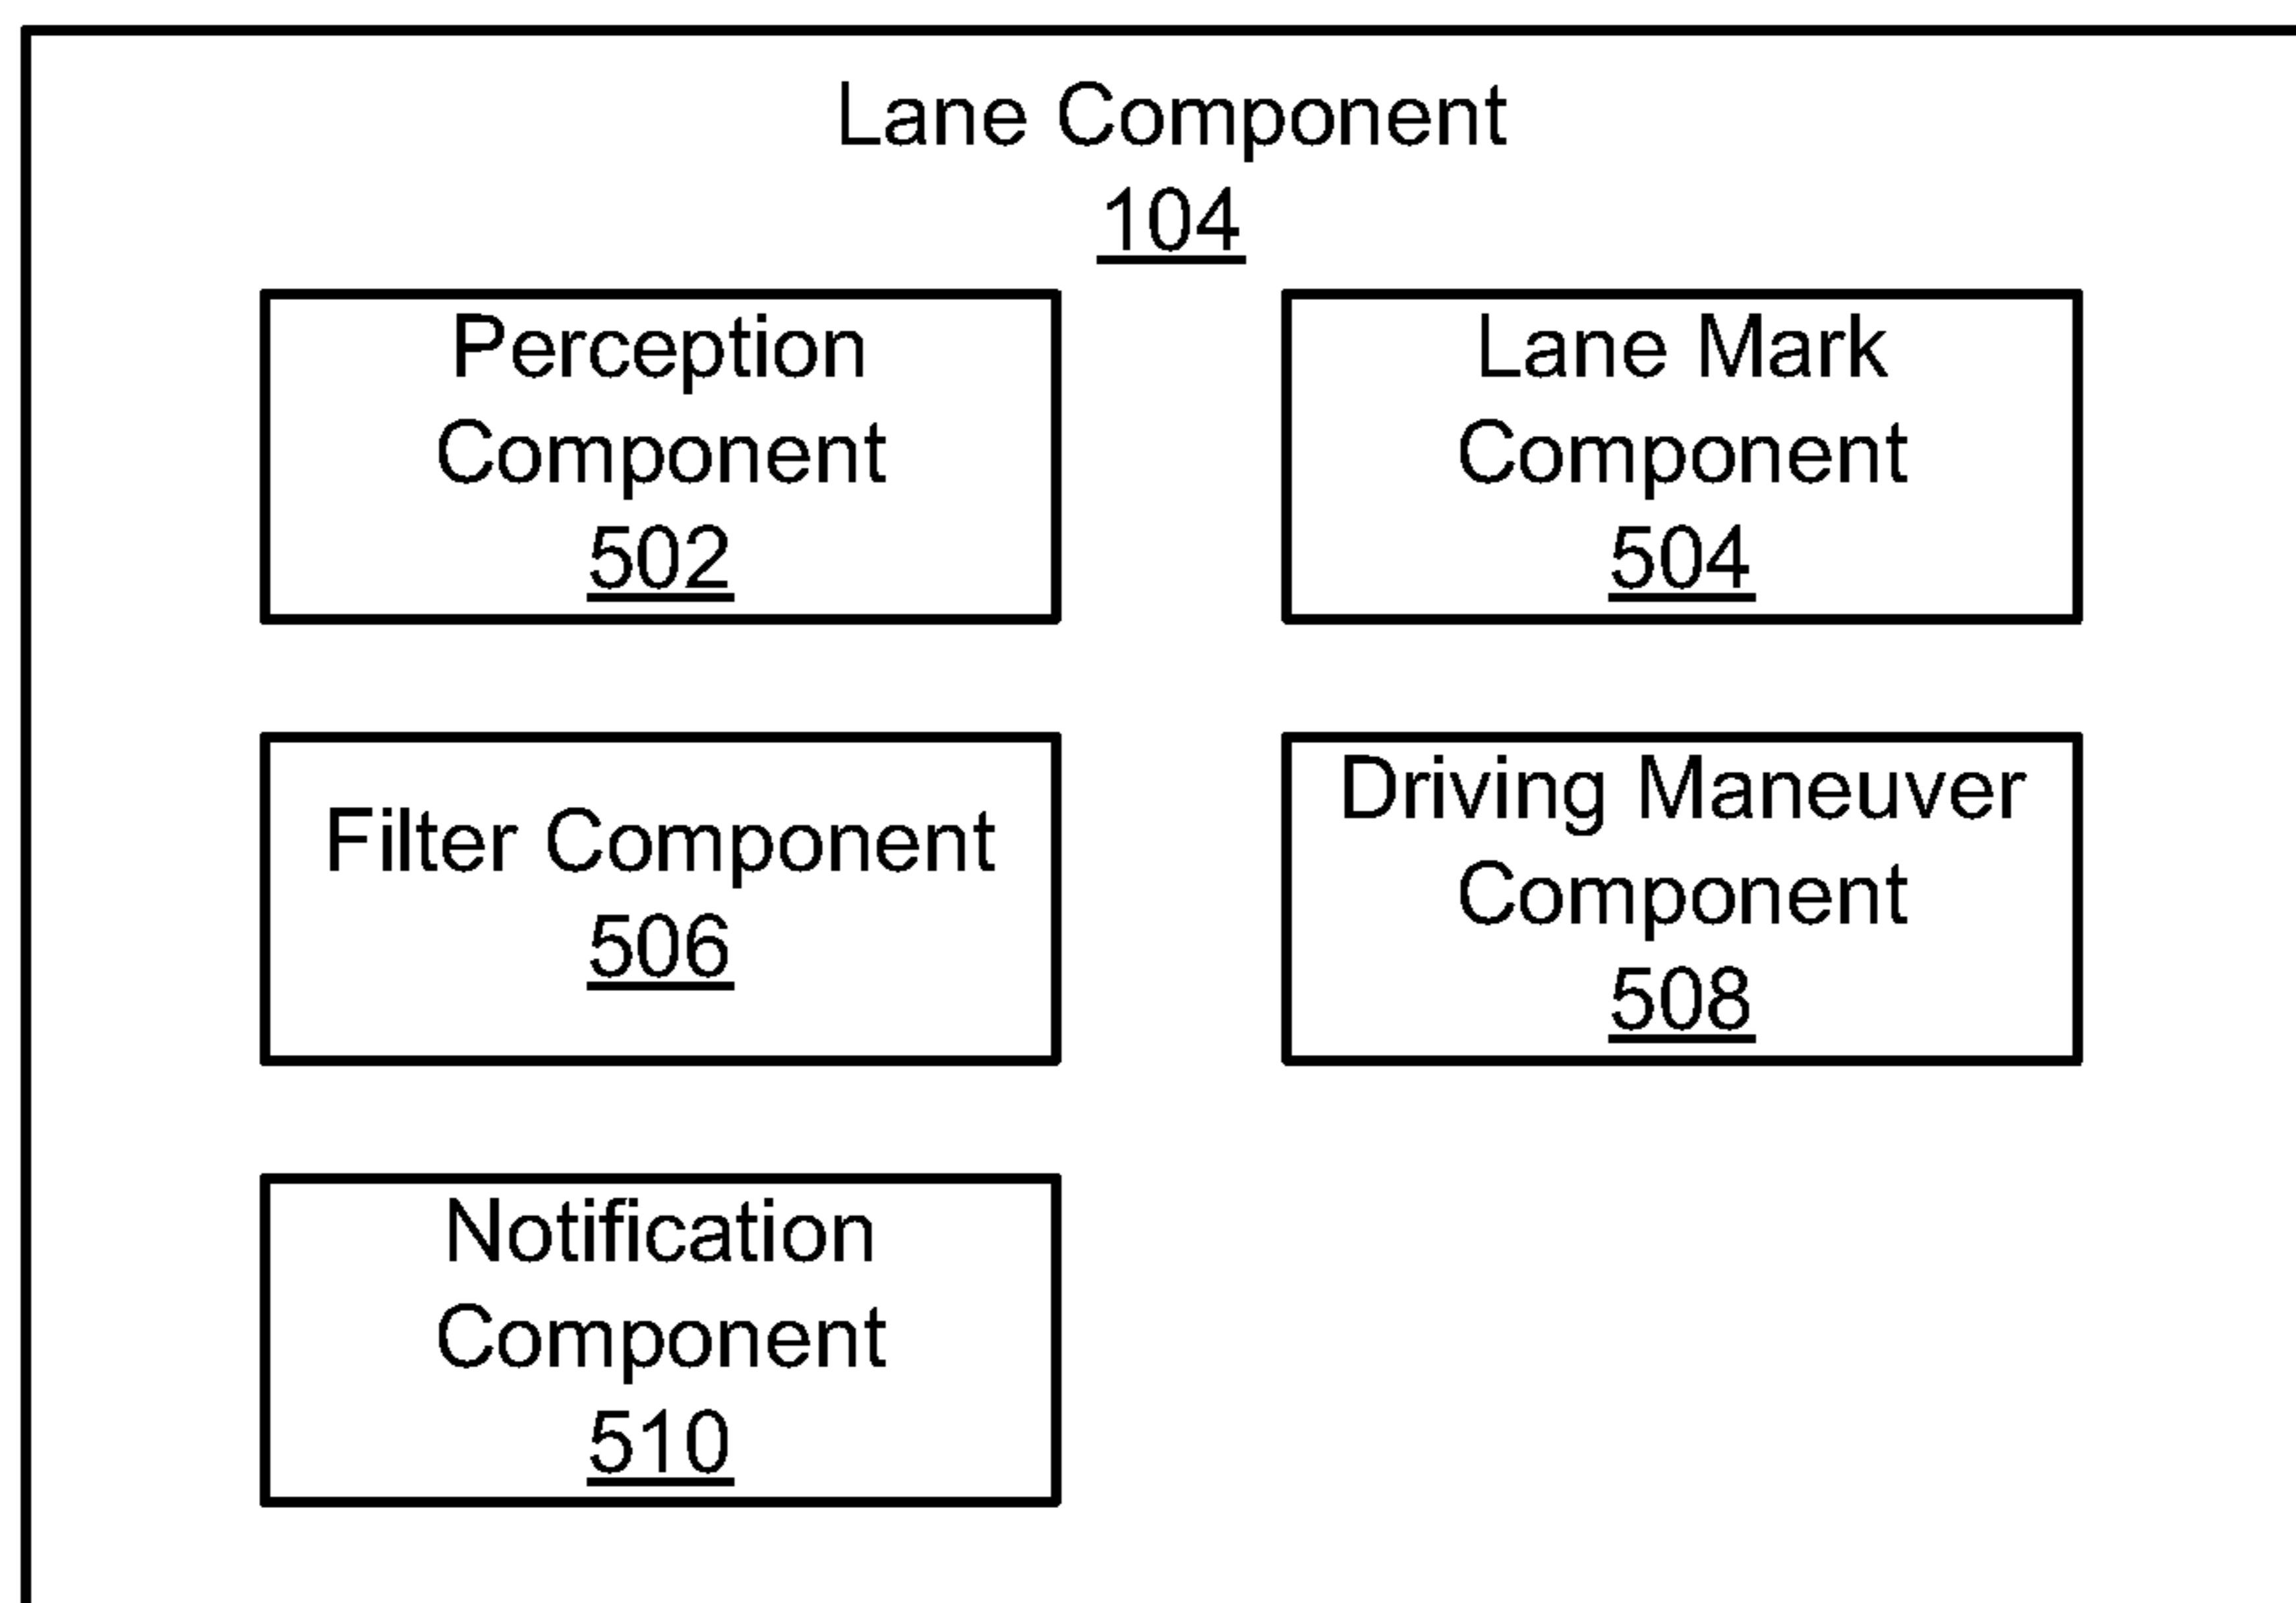 Lane Component
104
Perception
Component
502
Lane Mark
Component
504
Filter Component
506
Driving Maneuver
Component
508
Notification
Component
510